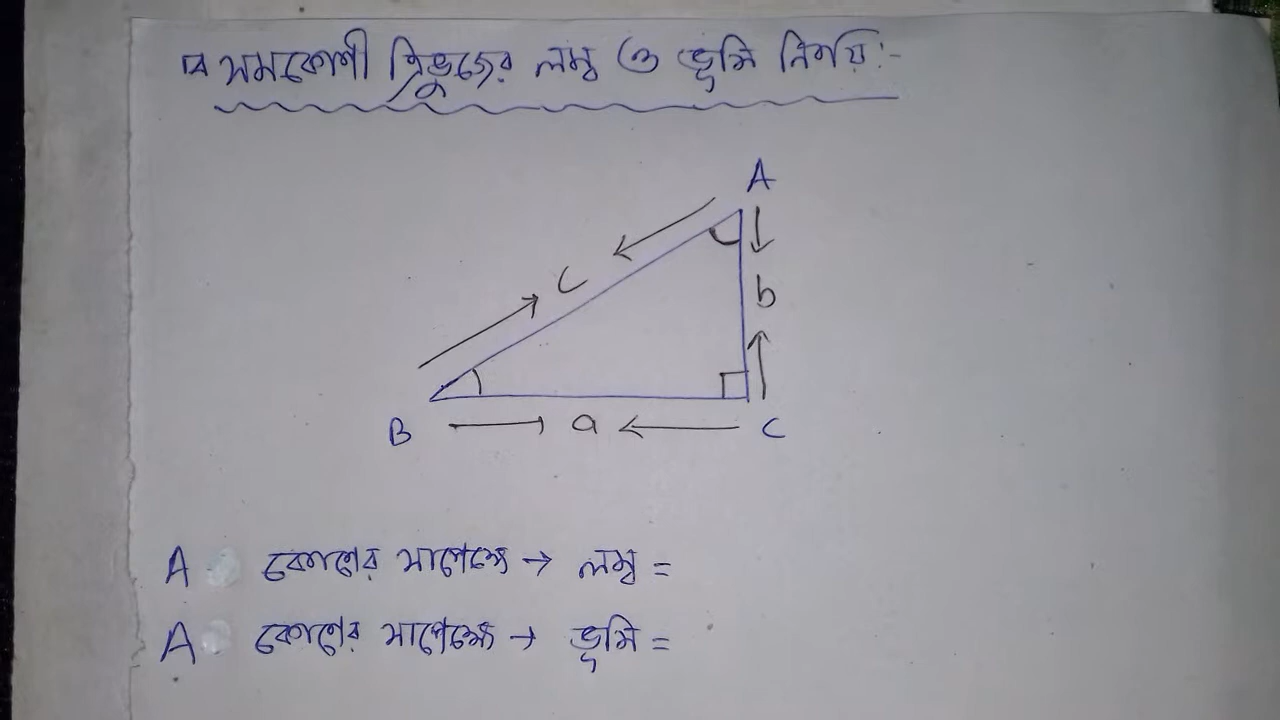 সমকোণী ত্রিভুজের লম্ব ও ভূমি নির্ণয়:-
A
c
b
B
a
C
A কোণের সাপেক্ষে → লম্ব =
A কোণের সাপেক্ষে → ভূমি =